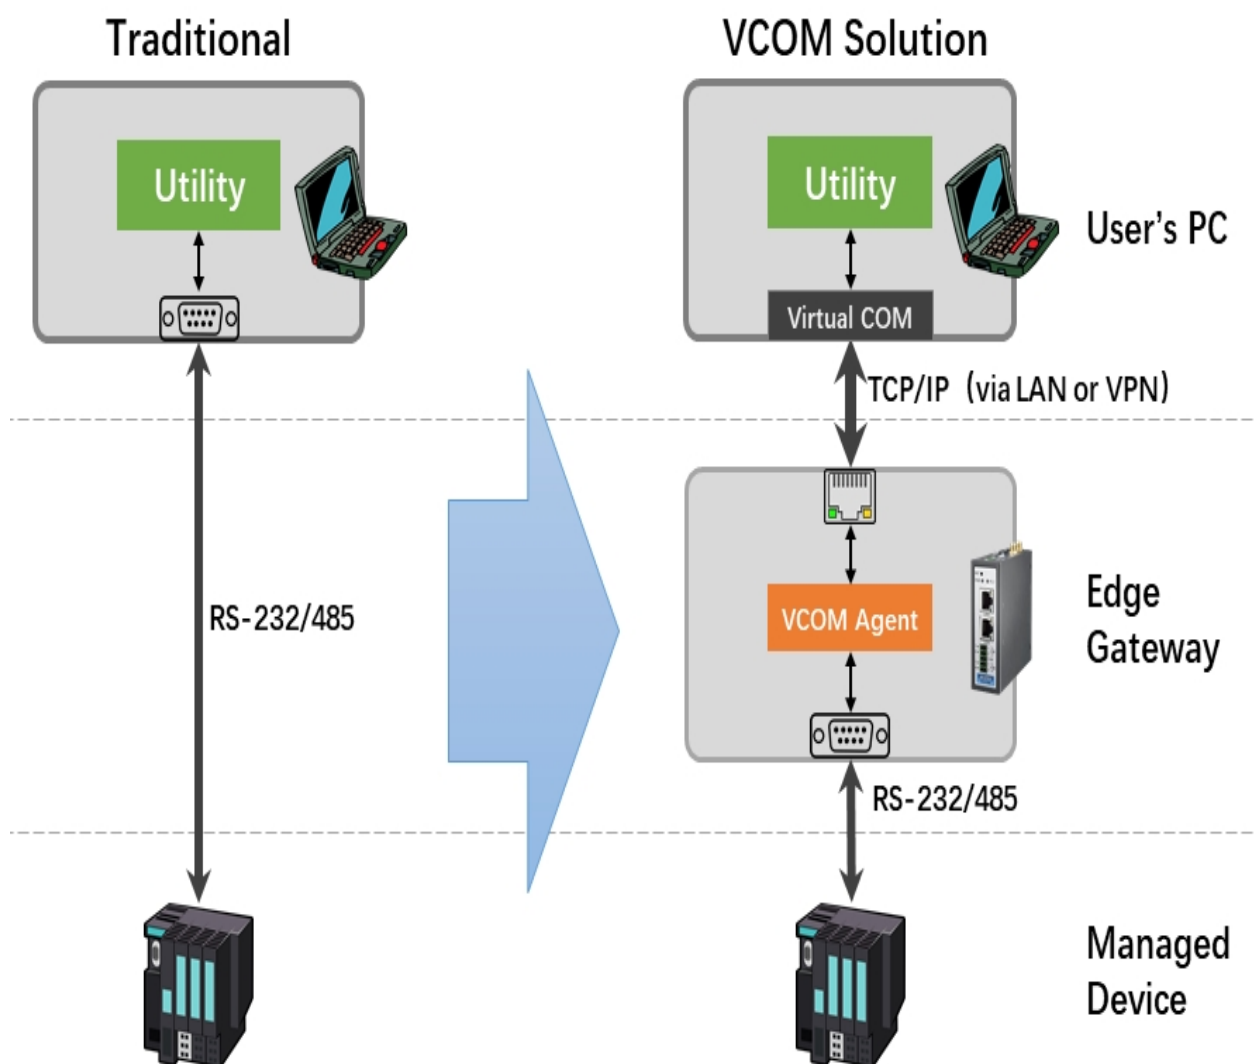 Traditional
VCOM Solution
Utility
Utility
User's PC
Virtual COM
TCP/IP (via LAN or VPN)
RS-232/485
VCOM Agent
Edge
Gateway
RS-232/485
Managed
Device